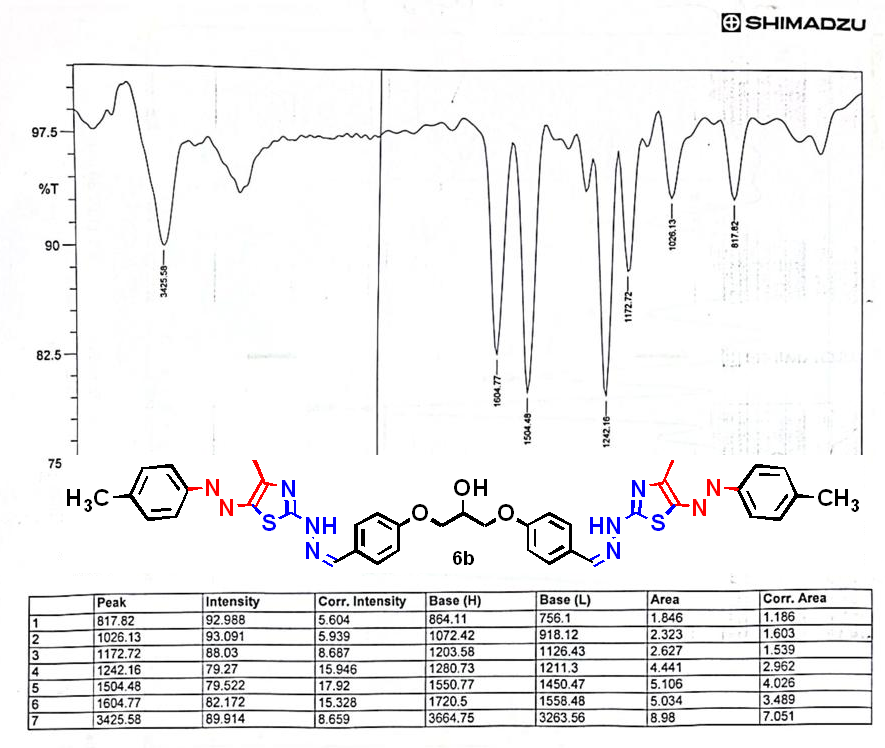 SHIMADZU
97.5
%T
90
82.5
75
3425.58
1604.77
1504.48
1242.16
1172.72
1026.13
817.82
H₃C
N
N
N
S
NH
N
O
OH
O
6b
N
HN
N
S
N
N
CH₃
Peak Intensity Corr. Intensity Base (H) Base (L) Area Corr. Area
1 817.82 92.988 5.604 864.11 756.1 1.846 1.186
2 1026.13 93.091 5.939 1072.42 918.12 2.323 1.603
3 1172.72 88.03 8.687 1203.58 1126.43 2.627 1.539
4 1242.16 79.27 15.946 1280.73 1211.3 4.441 2.962
5 1504.48 79.522 17.92 1550.77 1450.47 5.106 4.026
6 1604.77 82.172 15.328 1720.5 1558.48 5.034 3.489
7 3425.58 89.914 8.659 3664.75 3263.56 8.98 7.051